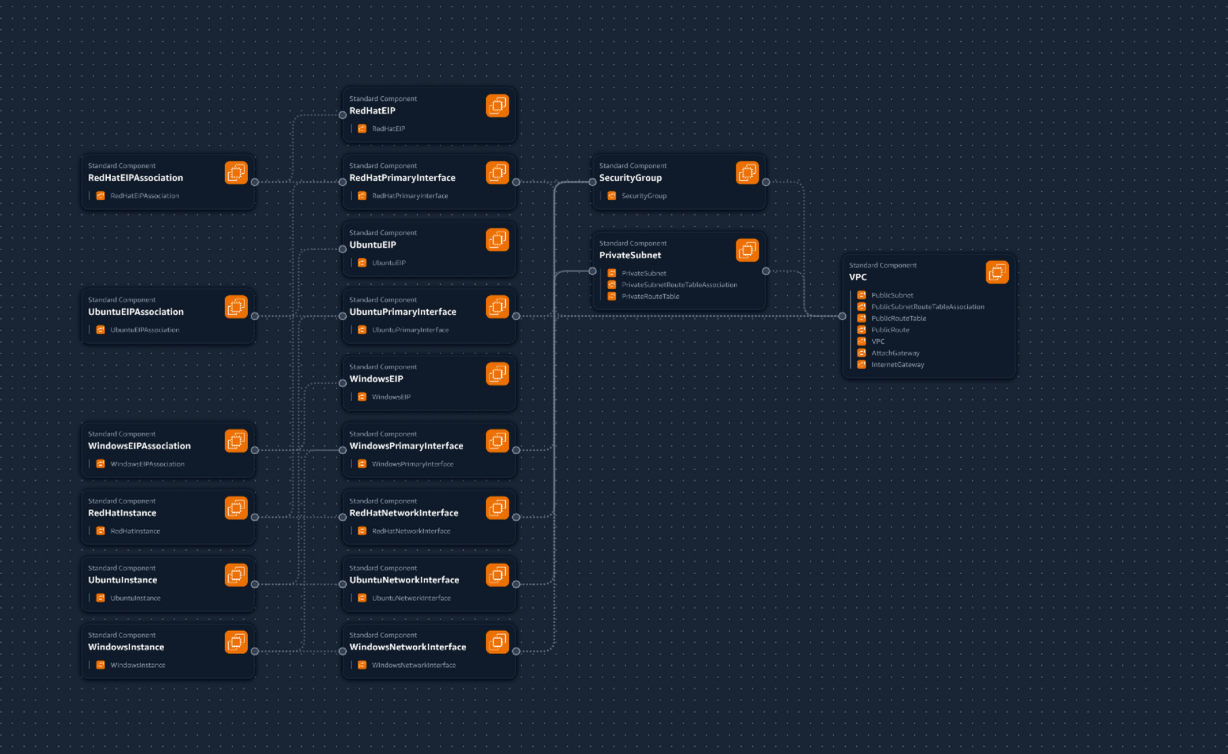 Standard Component
RedHatEIP
RedHatEIP
Standard Component
RedHatEIPAssociation
RedHatEIPAssociation
Standard Component
RedHatPrimaryInterface
RedHatPrimaryInterface
Standard Component
SecurityGroup
SecurityGroup
Standard Component
UbuntuEIP
UbuntuEIP
Standard Component
PrivateSubnet
PrivateSubnet
PrivateSubnetRouteTableAssociation
PrivateRouteTable
Standard Component
VPC
PublicSubnet
PublicSubnetRouteTableAssociation
PublicRouteTable
PublicRoute
VPC
AttachGateway
InternetGateway
Standard Component
UbuntuEIPAssociation
UbuntuEIPAssociation
Standard Component
UbuntuPrimaryInterface
UbuntuPrimaryInterface
Standard Component
WindowsEIP
WindowsEIP
Standard Component
WindowsEIPAssociation
WindowsEIPAssociation
Standard Component
WindowsPrimaryInterface
WindowsPrimaryInterface
Standard Component
RedHatInstance
RedHatInstance
Standard Component
RedHatNetworkInterface
RedHatNetworkInterface
Standard Component
UbuntuInstance
UbuntuInstance
Standard Component
UbuntuNetworkInterface
UbuntuNetworkInterface
Standard Component
WindowsInstance
WindowsInstance
Standard Component
WindowsNetworkInterface
WindowsNetworkInterface